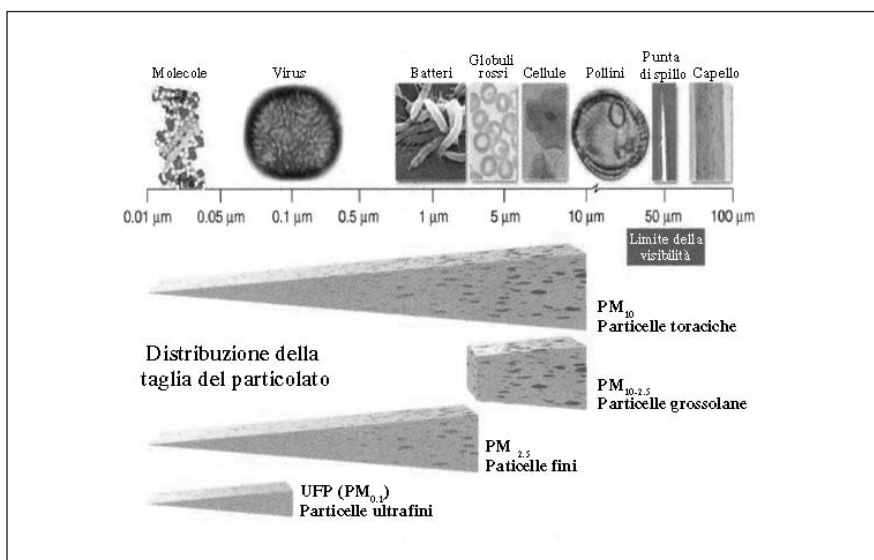 Molecole
Virus
Batteri
Globuli
rossi
Cellule
Pollini
Punta
di spillo
Capello
0.01 µm
0.05 µm
0.1 µm
0.5 µm
1 µm
5 µm
10 µm
50 µm
100 µm
Limite della
visibilità
PM10
Particelle toraciche
Distribuzione della
taglia del particolato
PM10-2.5
Particelle grossolane
PM 2.5
Paticelle fini
UFP (PM0.1)
Particelle ultrafini